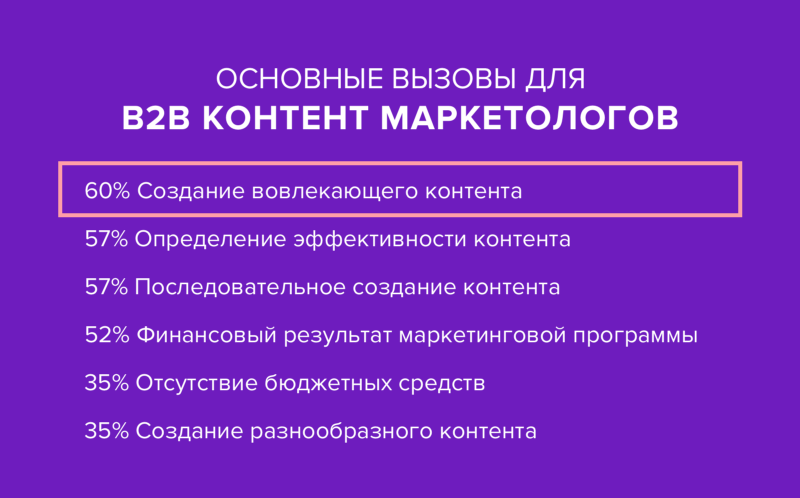 ОСНОВНЫЕ ВЫЗОВЫ ДЛЯ
B2B КОНТЕНТ МАРКЕТОЛОГОВ
60% Создание вовлекающего контента
57% Определение эффективности контента
57% Последовательное создание контента
52% Финансовый результат маркетинговой программы
35% Отсутствие бюджетных средств
35% Создание разнообразного контента